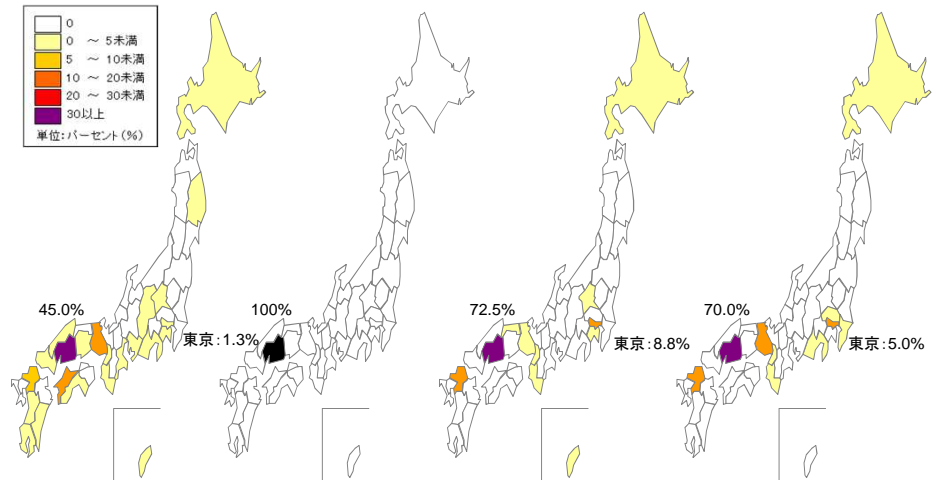 0
0 ～ 5未満
5 ～ 10未満
10 ～ 20未満
20 ～ 30未満
30以上
単位:パーセント(%)
45.0%
東京:1.3%
100%
72.5%
東京:8.8%
70.0%
東京:5.0%